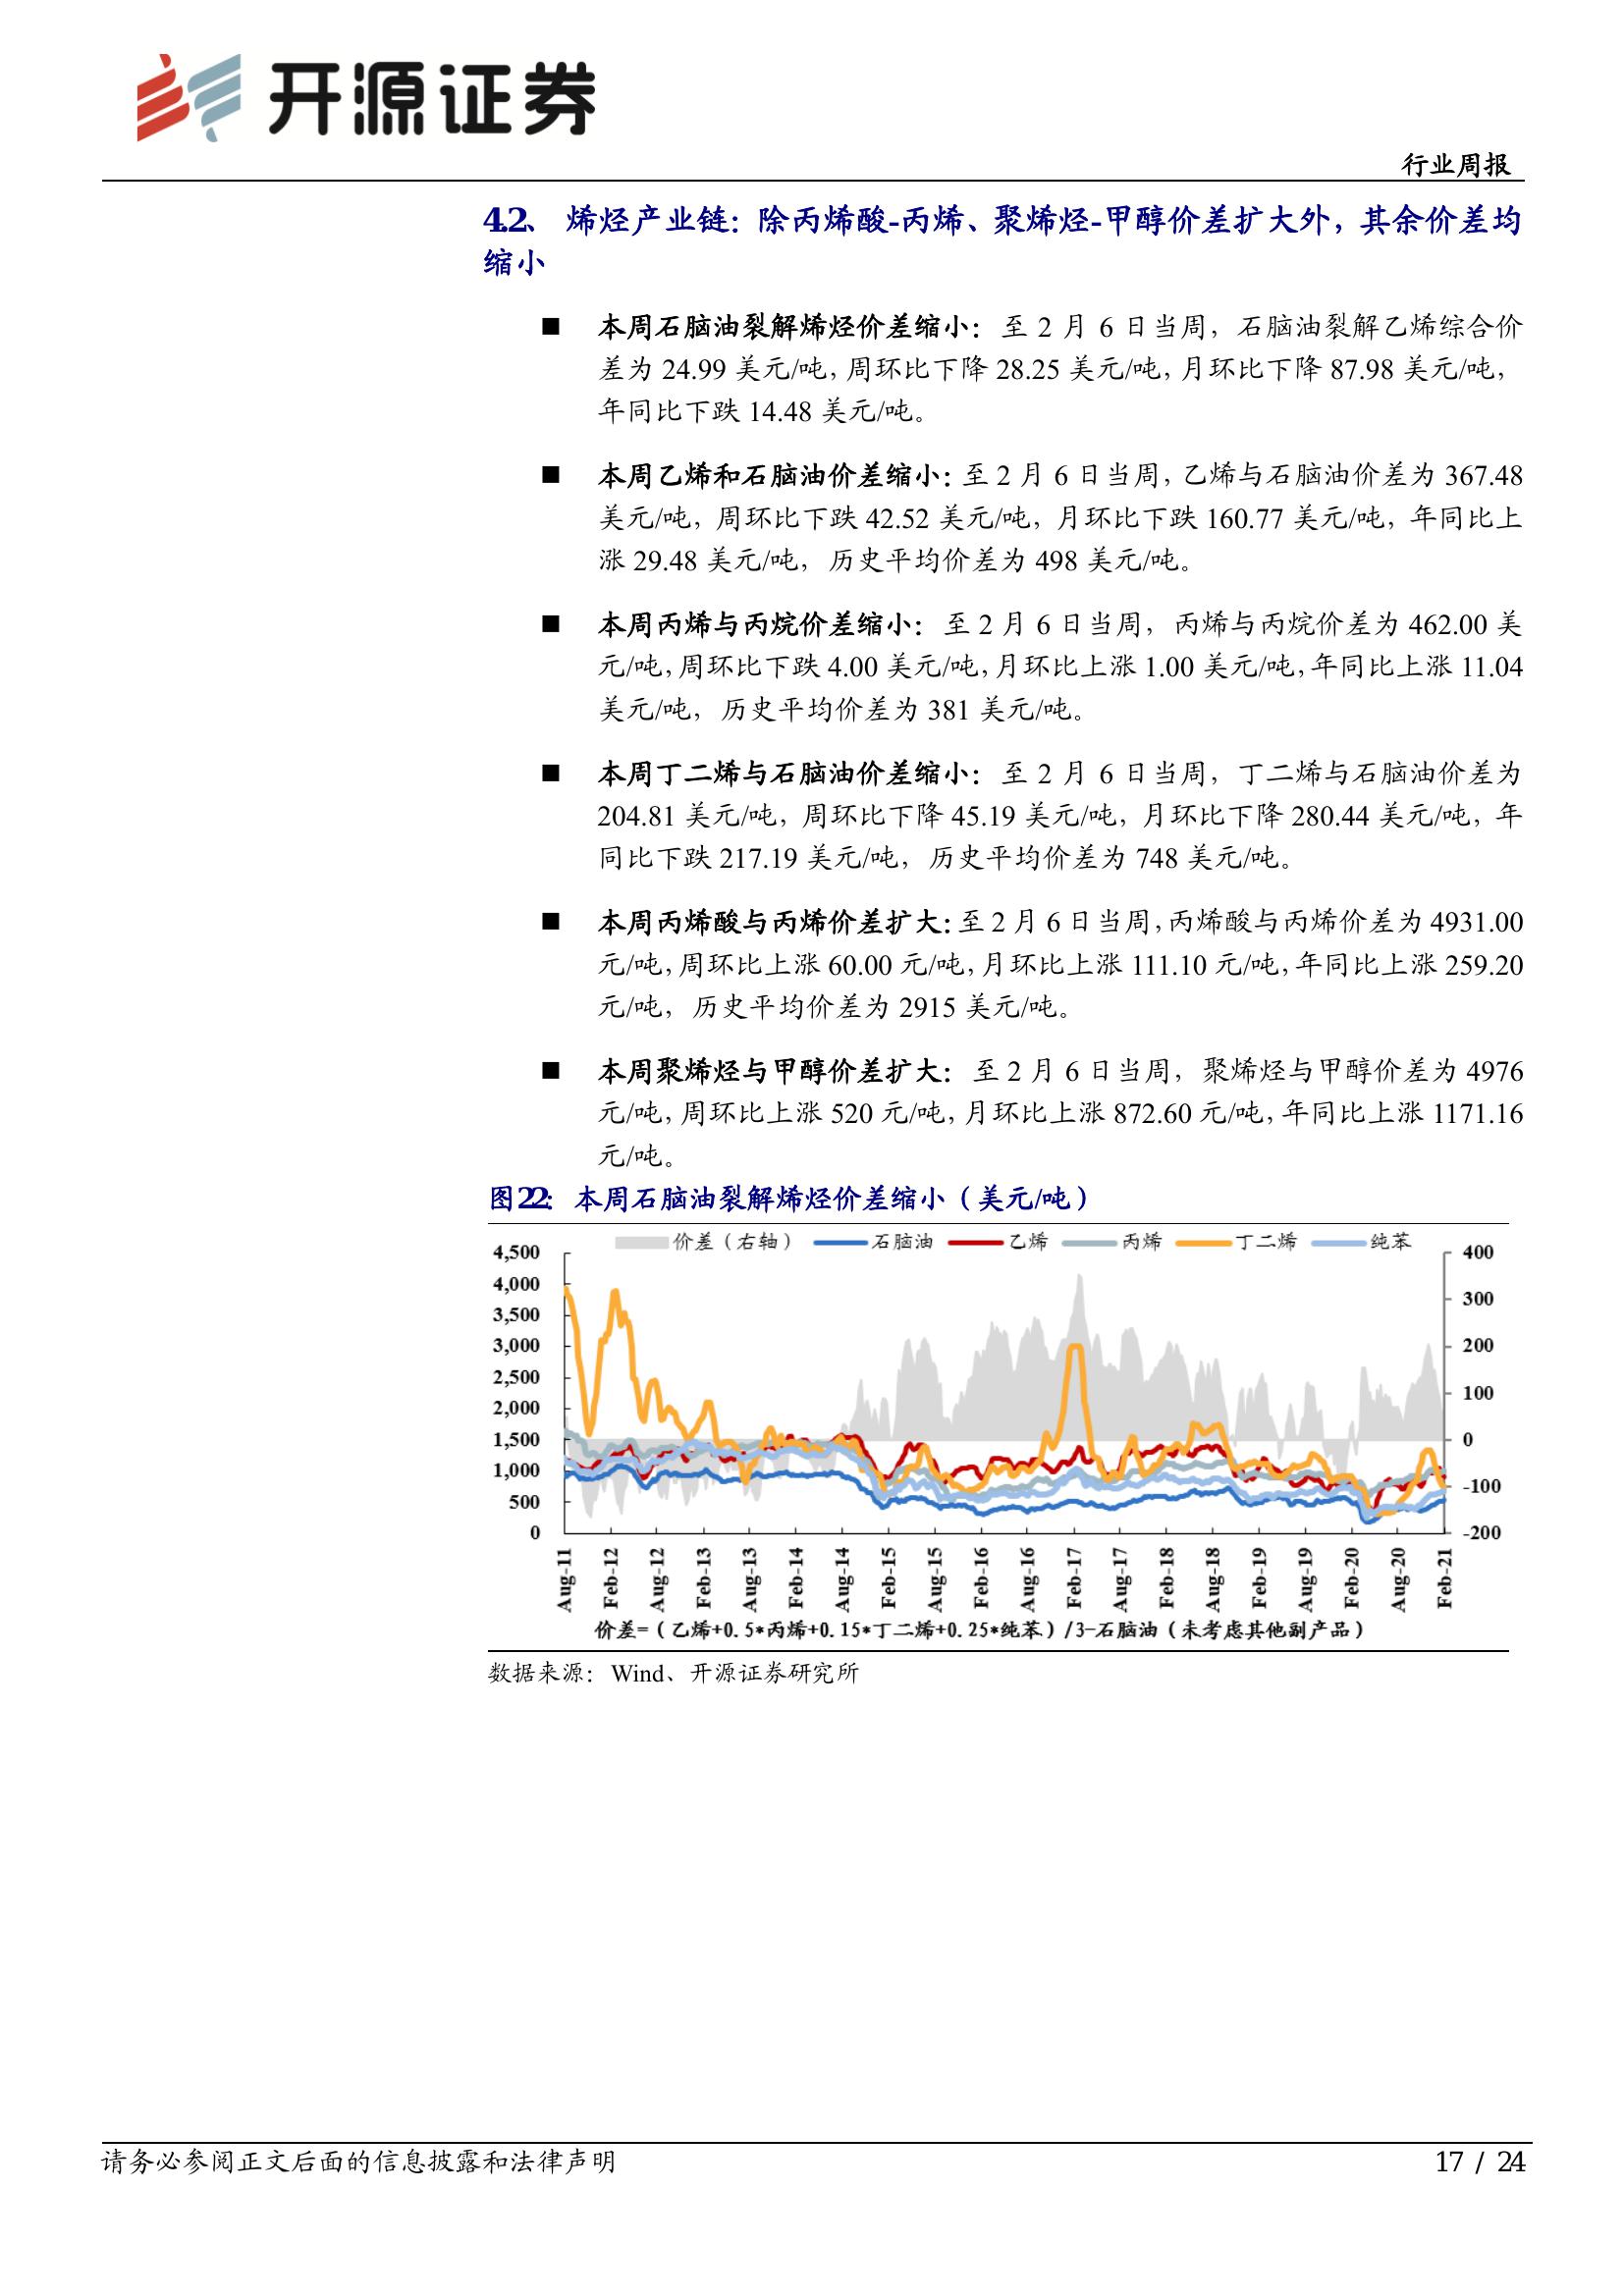 开源证券
行业周报
4.2、 烯烃产业链：除丙烯酸-丙烯、聚烯烃-甲醇价差扩大外，其余价差均
缩小
■ 本周石脑油裂解烯烃价差缩小：至 2 月 6 日当周，石脑油裂解乙烯综合价
差为 24.99 美元/吨，周环比下降 28.25 美元/吨，月环比下降 87.98 美元/吨，
年同比下跌 14.48 美元/吨。
■ 本周乙烯和石脑油价差缩小：至 2 月 6 日当周，乙烯与石脑油价差为 367.48
美元/吨，周环比下跌 42.52 美元/吨，月环比下跌 160.77 美元/吨，年同比上
涨 29.48 美元/吨，历史平均价差为 498 美元/吨。
■ 本周丙烯与丙烷价差缩小：至 2 月 6 日当周，丙烯与丙烷价差为 462.00 美
元/吨，周环比下跌 4.00 美元/吨，月环比上涨 1.00 美元/吨，年同比上涨 11.04
美元/吨，历史平均价差为 381 美元/吨。
■ 本周丁二烯与石脑油价差缩小：至 2 月 6 日当周，丁二烯与石脑油价差为
204.81 美元/吨，周环比下降 45.19 美元/吨，月环比下降 280.44 美元/吨，年
同比下跌 217.19 美元/吨，历史平均价差为 748 美元/吨。
■ 本周丙烯酸与丙烯价差扩大：至 2 月 6 日当周，丙烯酸与丙烯价差为 4931.00
元/吨，周环比上涨 60.00 元/吨，月环比上涨 111.10 元/吨，年同比上涨 259.20
元/吨，历史平均价差为 2915 美元/吨。
■ 本周聚烯烃与甲醇价差扩大：至 2 月 6 日当周，聚烯烃与甲醇价差为 4976
元/吨，周环比上涨 520 元/吨，月环比上涨 872.60 元/吨，年同比上涨 1171.16
元/吨。
图22：本周石脑油裂解烯烃价差缩小（美元/吨）
价差（右轴） 石脑油 乙烯 丙烯 丁二烯 纯苯
4,500 400
4,000
3,500 300
3,000 200
2,500
2,000 100
1,500 0
1,000 -100
500
0 -200
Aug-11 Feb-12 Aug-12 Feb-13 Aug-13 Feb-14 Aug-14 Feb-15 Aug-15 Feb-16 Aug-16 Feb-17 Aug-17 Feb-18 Aug-18 Feb-19 Aug-19 Feb-20 Aug-20 Feb-21
价差=（乙烯+0.5*丙烯+0.15*丁二烯+0.25*纯苯）/3-石脑油（未考虑其他副产品）
数据来源：Wind、开源证券研究所
请务必参阅正文后面的信息披露和法律声明 17 / 24